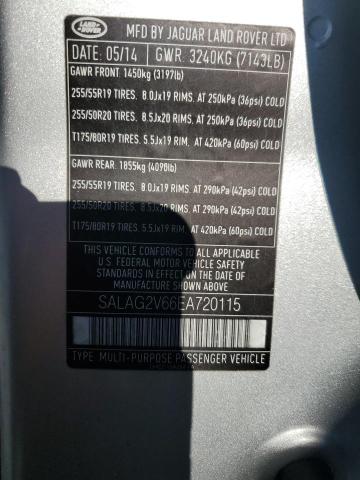 LAND
ROVER
MFD BY JAGUAR LAND ROVER LTD
DATE: 05/14 GWR: 3240KG (7143LB)
GAWR FRONT 1450kg (3197lb)
255/55R19 TIRES. 8.0Jx19 RIMS. AT 250kPa (36psi) COLD
255/50R20 TIRES. 8.5Jx20 RIMS. AT 250kPa (36psi) COLD
T175/80R19 TIRES. 5.5Jx19 RIMS. AT 420kPa (60psi) COLD
GAWR REAR. 1855kg (4090lb)
255/55R19 TIRES. 8.0Jx19 RIMS. AT 290kPa (42psi) COLD
255/50R20 TIRES. 8.5Jx20 RIMS. AT 290kPa (42psi) COLD
T175/80R19 TIRES. 5.5Jx19 RIMS. AT 420kPa (60psi) COLD
THIS VEHICLE CONFORMS TO ALL APPLICABLE
U.S. FEDERAL MOTOR VEHICLE SAFETY
STANDARDS IN EFFECT ON THE DATE OF
MANUFACTURE SHOWN ABOVE
SALAG2V66EA720115
TYPE: MULTI-PURPOSE PASSENGER VEHICLE